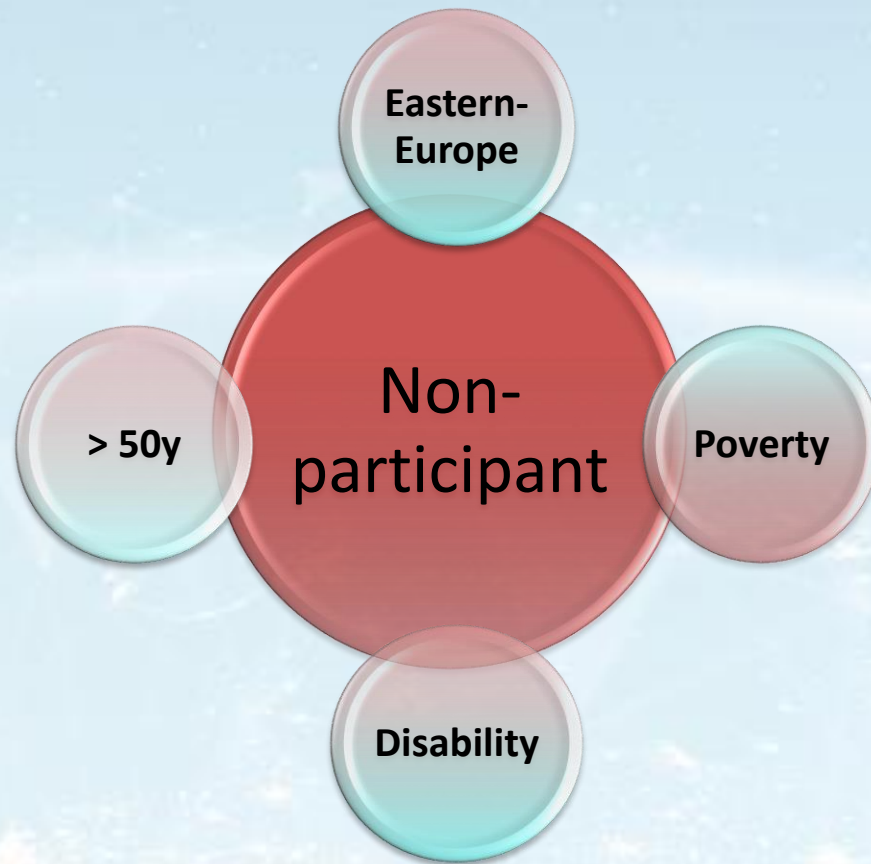 Eastern-
Europe
Non-
participant
> 50y
Poverty
Disability